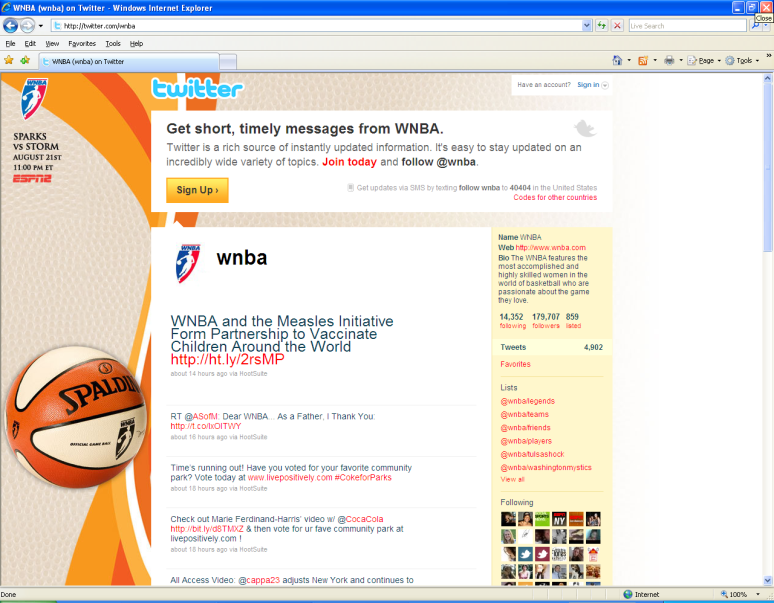 WNBA (wnba) on Twitter - Windows Internet Explorer
Close
http://twitter.com/wnba
Live Search
File Edit View Favorites Tools Help
WNBA (wnba) on Twitter
Page Tools
WNBA
SPARKS
VS STORM
AUGUST 21ST
11:00 PM ET
ESPN2
twitter
Have an account? Sign in
Get short, timely messages from WNBA.
Twitter is a rich source of instantly updated information. It's easy to stay updated on an
incredibly wide variety of topics. Join today and follow @wnba.
Sign Up ›
Get updates via SMS by texting follow wnba to 40404 in the United States
Codes for other countries
WNBA
wnba
WNBA and the Measles Initiative
Form Partnership to Vaccinate
Children Around the World
http://ht.ly/2rsMP
about 14 hours ago via HootSuite
RT @ASofM: Dear WNBA... As a Father, I Thank You:
http://t.co/lxOITWY
about 16 hours ago via HootSuite
Time's running out! Have you voted for your favorite community
park? Vote today at www.livepositively.com #CokeforParks
about 18 hours ago via HootSuite
Check out Marie Ferdinand-Harris' video w/ @CocaCola
http://bit.ly/d8TMXZ & then vote for ur fave community park at
livepositively.com !
about 18 hours ago via HootSuite
All Access Video: @cappa23 adjusts New York and continues to
Name WNBA
Web http://www.wnba.com
Bio The WNBA features the
most accomplished and
highly skilled women in the
world of basketball who are
passionate about the game
they love.
14,352 179,707 859
following followers listed
Tweets 4,902
Favorites
Lists
@wnba/legends
@wnba/teams
@wnba/friends
@wnba/players
@wnba/tulsashock
@wnba/washingtonmystics
View all
Following
SPALDING
OFFICIAL GAME BALL
Done
Internet
100%